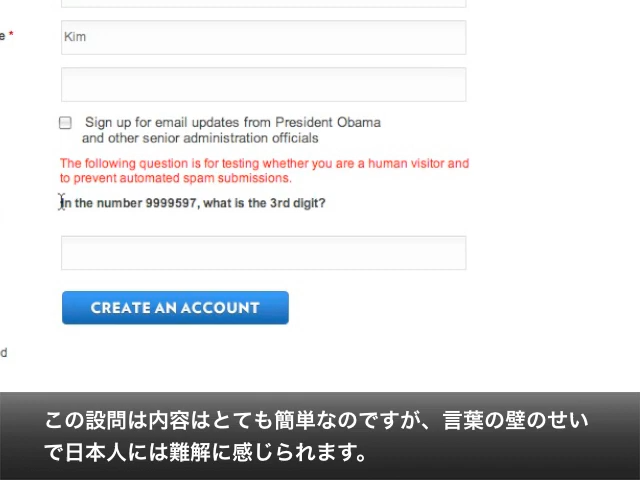 e *
Kim
Sign up for email updates from President Obama
and other senior administration officials
The following question is for testing whether you are a human visitor and
to prevent automated spam submissions.
In the number 9999597, what is the 3rd digit?
CREATE AN ACCOUNT
d
この設問は内容はとても簡単なのですが、言葉の壁のせい
で日本人には難解に感じられます。